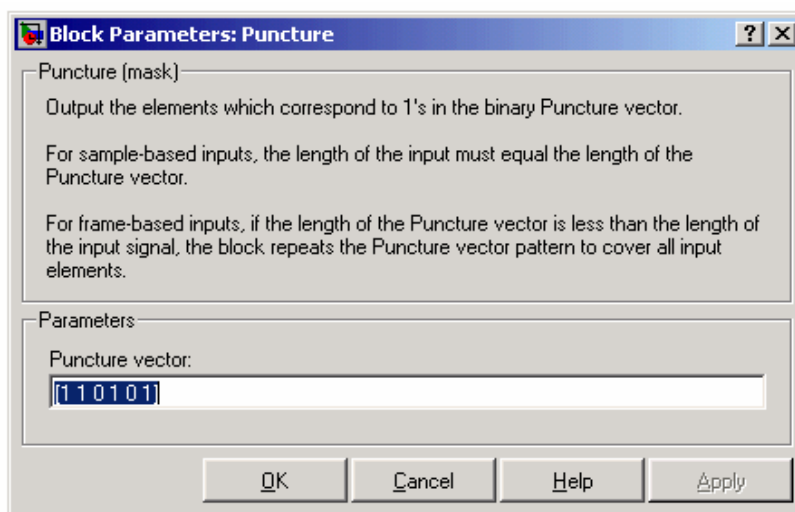 Block Parameters: Puncture
Puncture (mask)
Output the elements which correspond to 1's in the binary Puncture vector.
For sample-based inputs, the length of the input must equal the length of the
Puncture vector.
For frame-based inputs, if the length of the Puncture vector is less than the length of
the input signal, the block repeats the Puncture vector pattern to cover all input
elements.
Parameters
Puncture vector:
[1 1 0 1 0 1]
OK Cancel Help Apply